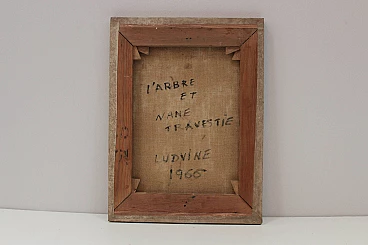 l'ARBRE
ET
NANE
TRAVESTIE
LUDVINE
1966